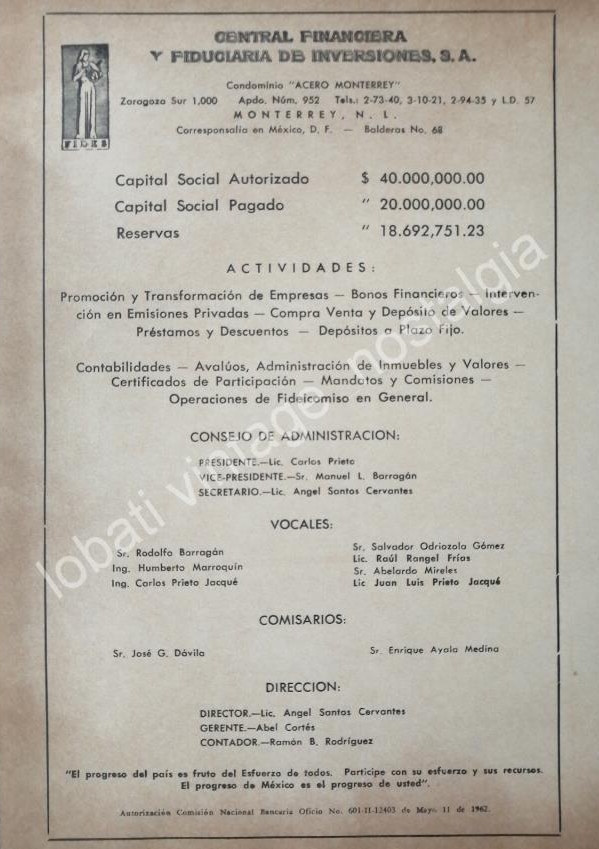 CENTRAL FINANCIERA
Y FIDUCIARIA DE INVERSIONES, S.A.
FIDES
Condominio "ACERO MONTERREY"
Zaragoza Sur 1,000 Apdo. Núm. 952 Tels.: 2-73-40, 3-10-21, 2-94-35 y L.D. 57
MONTERREY, N. L.
Corresponsalia en México, D. F. — Balderas No. 68
Capital Social Autorizado $ 40.000,000.00
Capital Social Pagado " 20.000,000.00
Reservas " 18.692,751.23
ACTIVIDADES:
Promoción y Transformación de Empresas — Bonos Financieros — Interven-
ción en Emisiones Privadas — Compra Venta y Depósito de Valores —
Préstamos y Descuentos — Depósitos a Plazo Fijo.
Contabilidades — Avalúos, Administración de Inmuebles y Valores —
Certificados de Participación — Mandatos y Comisiones —
Operaciones de Fideicomiso en General.
CONSEJO DE ADMINISTRACION:
PRESIDENTE.—Lic. Carlos Prieto
VICE-PRESIDENTE.—Sr. Manuel L. Barragán
SECRETARIO.—Lic. Angel Santos Cervantes
VOCALES:
Sr. Rodolfo Barragán
Ing. Humberto Marroquín
Ing. Carlos Prieto Jacqué
Sr. Salvador Odriozola Gómez
Lic. Raúl Rangel Frías
Sr. Abelardo Mireles
Lic Juan Luis Prieto Jacqué
COMISARIOS:
Sr. José G. Dávila
Sr. Enrique Ayala Medina
DIRECCION:
DIRECTOR.—Lic. Angel Santos Cervantes
GERENTE.—Abel Cortés
CONTADOR.—Ramón B. Rodríguez
"El progreso del país es fruto del Esfuerzo de todos. Participe con su esfuerzo y sus recursos.
El progreso de México es el progreso de usted".
Autorización Comisión Nacional Bancaria Oficio No. 601-II-12403 de Mayo 11 de 1962.
lobati vintage nostalgia